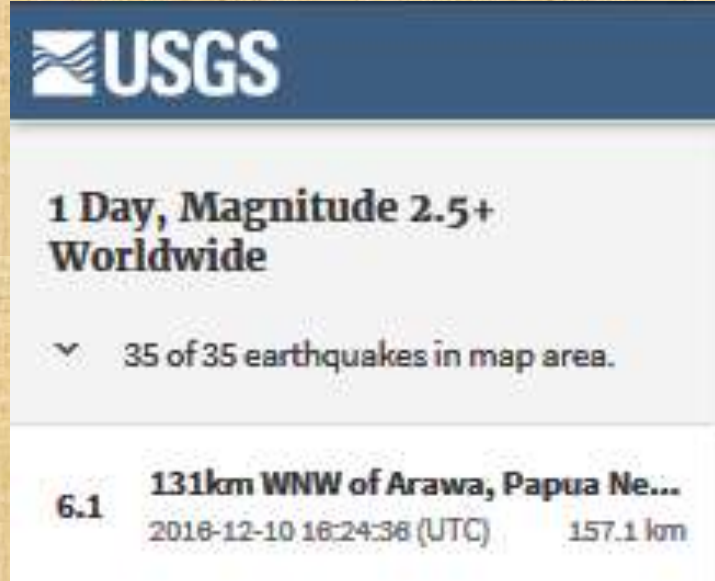 USGS
1 Day, Magnitude 2.5+
Worldwide
35 of 35 earthquakes in map area.
6.1
131km WNW of Arawa, Papua Ne...
2016-12-10 16:24:36 (UTC) 157.1 km